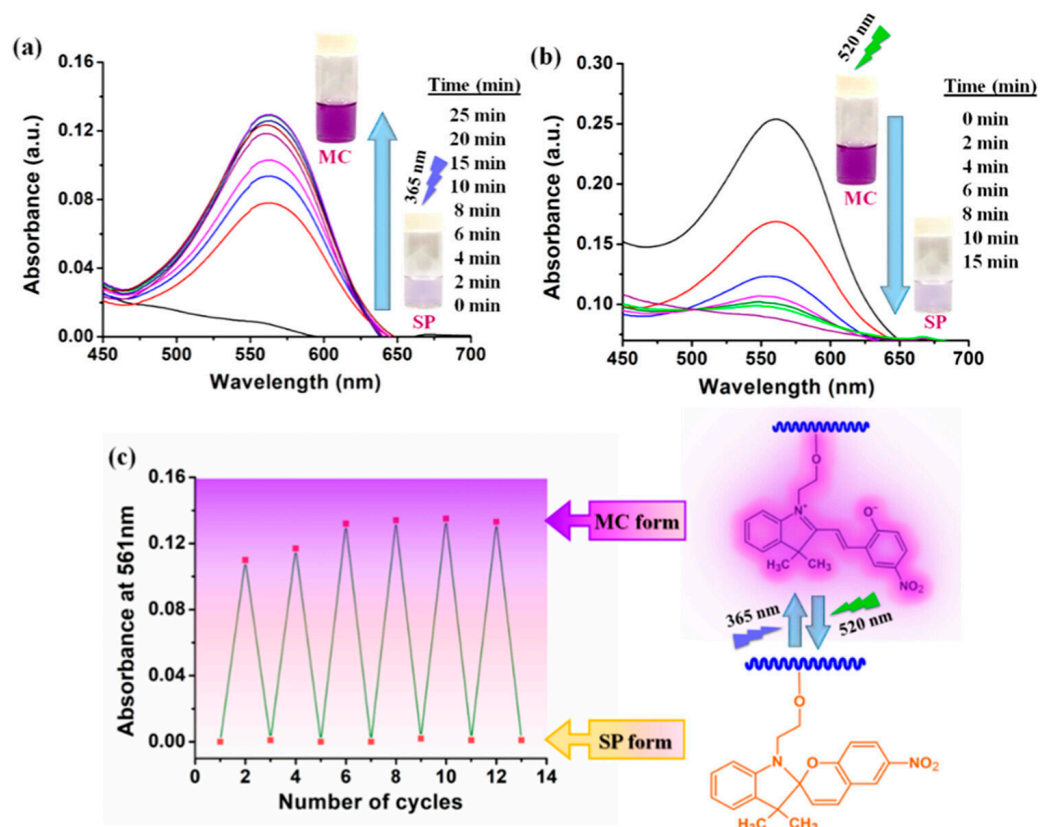 (a)
0.16
0.12
0.08
0.04
0.00
Absorbance (a.u.)
450
500
550
600
650
700
Wavelength (nm)
MC
365 nm
SP
Time (min)
25 min
20 min
15 min
10 min
8 min
6 min
4 min
2 min
0 min
(b)
0.30
0.25
0.20
0.15
0.10
Absorbance (a.u.)
450
500
550
600
650
700
Wavelength (nm)
520 nm
MC
SP
Time (min)
0 min
2 min
4 min
6 min
8 min
10 min
15 min
(c)
0.16
0.12
0.08
0.04
0.00
Absorbance at 561nm
0 2 4 6 8 10 12 14
Number of cycles
MC form
SP form
O
N+
O-
H3C
CH3
NO2
365 nm
520 nm
O
N
O
NO2
H3C
CH3